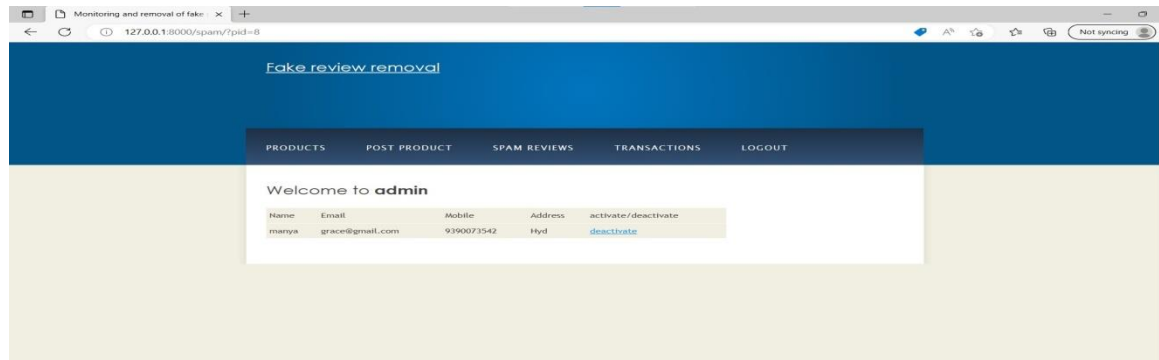 Monitoring and removal of fake
127.0.0.1:8000/spam/?pid=8
Not syncing
Fake review removal
PRODUCTS POST PRODUCT SPAM REVIEWS TRANSACTIONS LOGOUT
Welcome to admin
Name Email Mobile Address activate/deactivate
manya grace@gmail.com 9390073542 Hyd deactivate